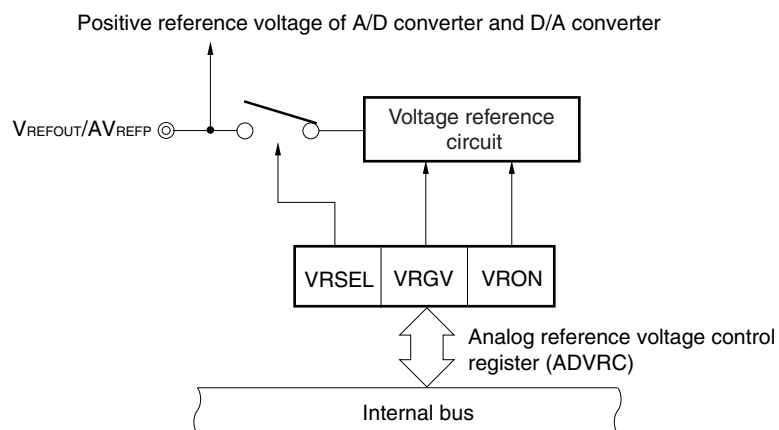 Positive reference voltage of A/D converter and D/A converter
VREFOUT/AVREFP
Voltage reference
circuit
VRSEL VRGV VRON
Analog reference voltage control
register (ADVRC)
Internal bus